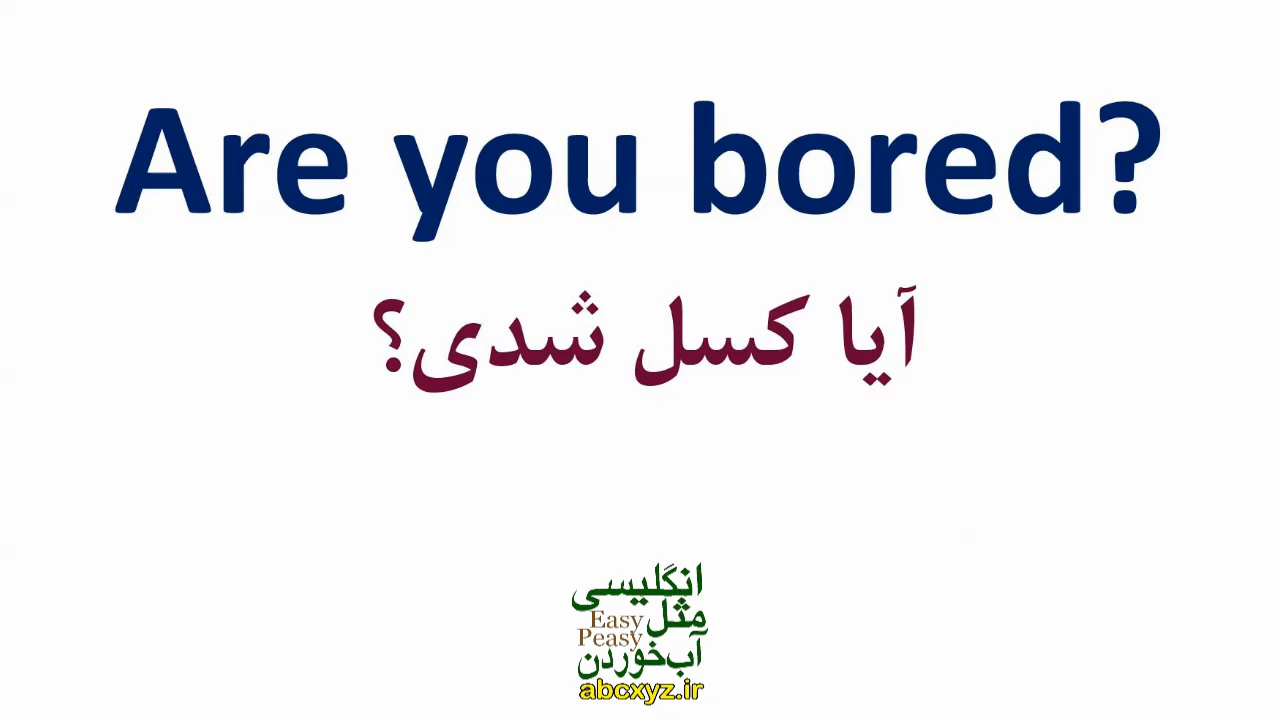 Are you bored?
آیا کسل شدی؟
انگلیسی
مثل
Easy
Peasy
آب خوردن
abcxyz.ir